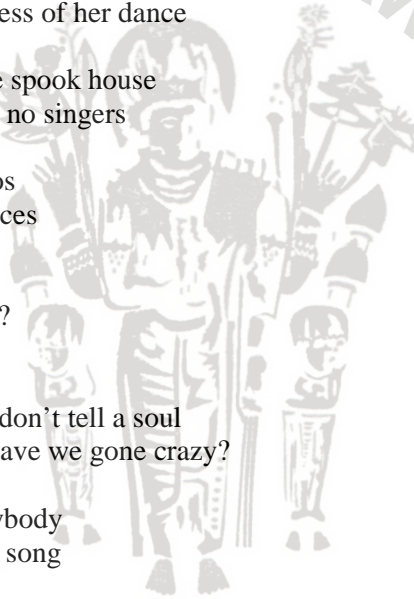 ess of her dance
spook house
no singers
os
ces
?
don’t tell a soul
ave we gone crazy?
ybody
song